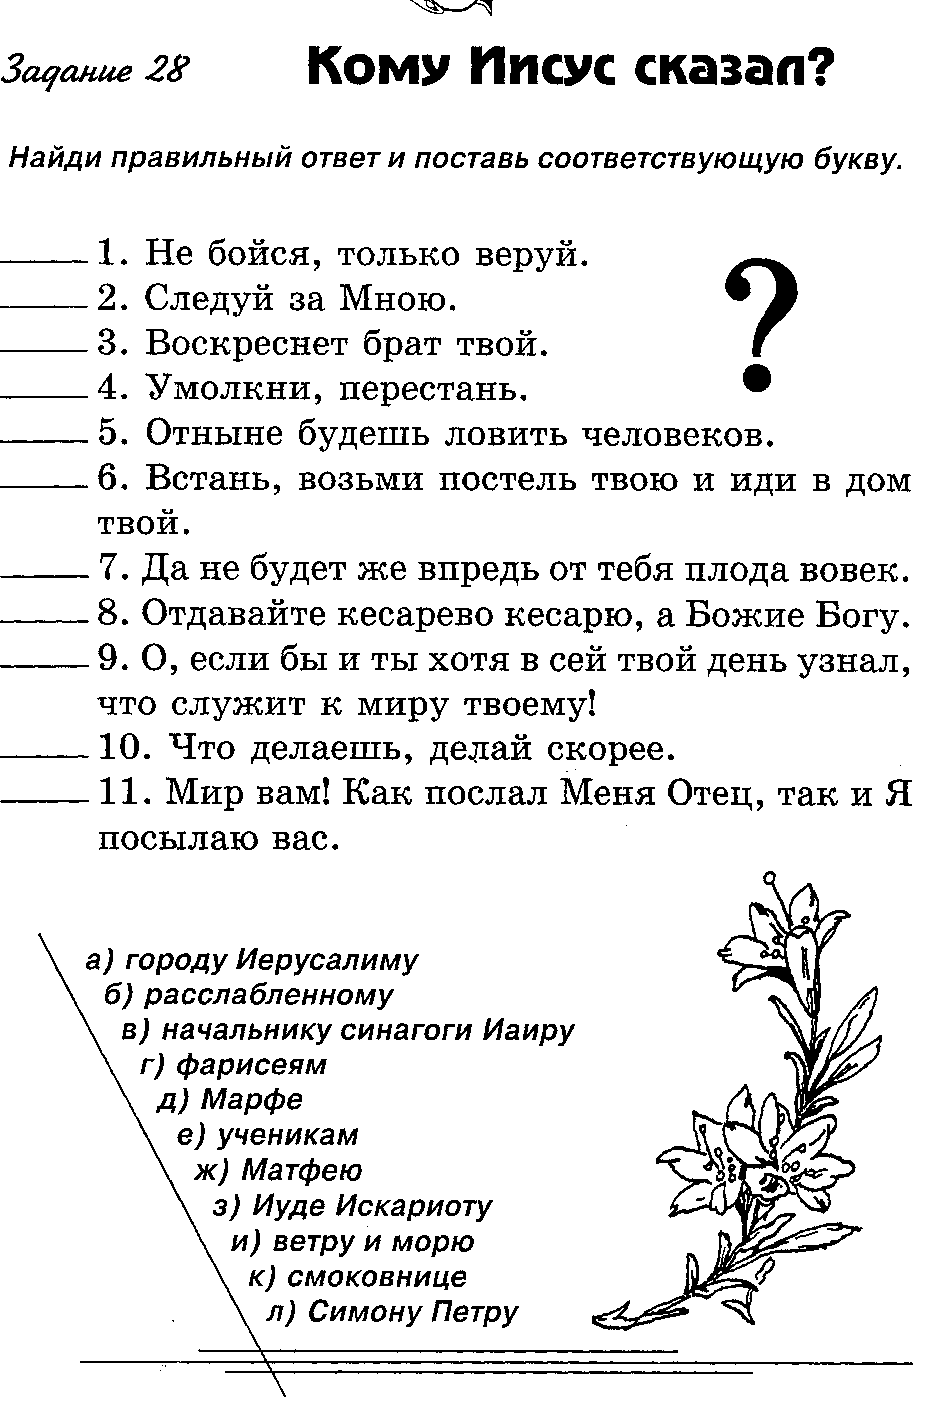 Задание 28 Кому Иисус сказал?
Найди правильный ответ и поставь соответствующую букву.
1. Не бойся, только веруй.
2. Следуй за Мною.
3. Воскреснет брат твой.
4. Умолкни, перестань.
5. Отныне будешь ловить человеков.
6. Встань, возьми постель твою и иди в дом
твой.
7. Да не будет же впредь от тебя плода вовек.
8. Отдавайте кесарево кесарю, а Божие Богу.
9. О, если бы и ты хотя в сей твой день узнал,
что служит к миру твоему!
10. Что делаешь, делай скорее.
11. Мир вам! Как послал Меня Отец, так и Я
посылаю вас.
?
а) городу Иерусалиму
б) расслабленному
в) начальнику синагоги Иаиру
г) фарисеям
д) Марфе
е) ученикам
ж) Матфею
з) Иуде Искариоту
и) ветру и морю
к) смоковнице
л) Симону Петру